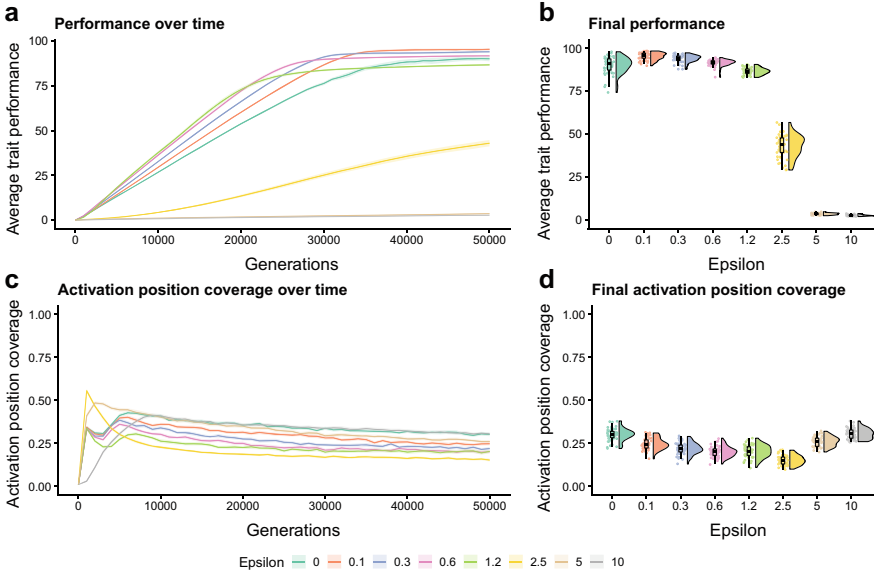 a
Performance over time
Average trait performance
100
75
50
25
0
0 10000 20000 30000 40000 50000
Generations
b
Final performance
Average trait performance
100
75
50
25
0
0 0.1 0.3 0.6 1.2 2.5 5 10
Epsilon
c
Activation position coverage over time
Activation position coverage
1.00
0.75
0.50
0.25
0.00
0 10000 20000 30000 40000 50000
Generations
d
Final activation position coverage
Activation position coverage
1.00
0.75
0.50
0.25
0.00
0 0.1 0.3 0.6 1.2 2.5 5 10
Epsilon
Epsilon 0 0.1 0.3 0.6 1.2 2.5 5 10